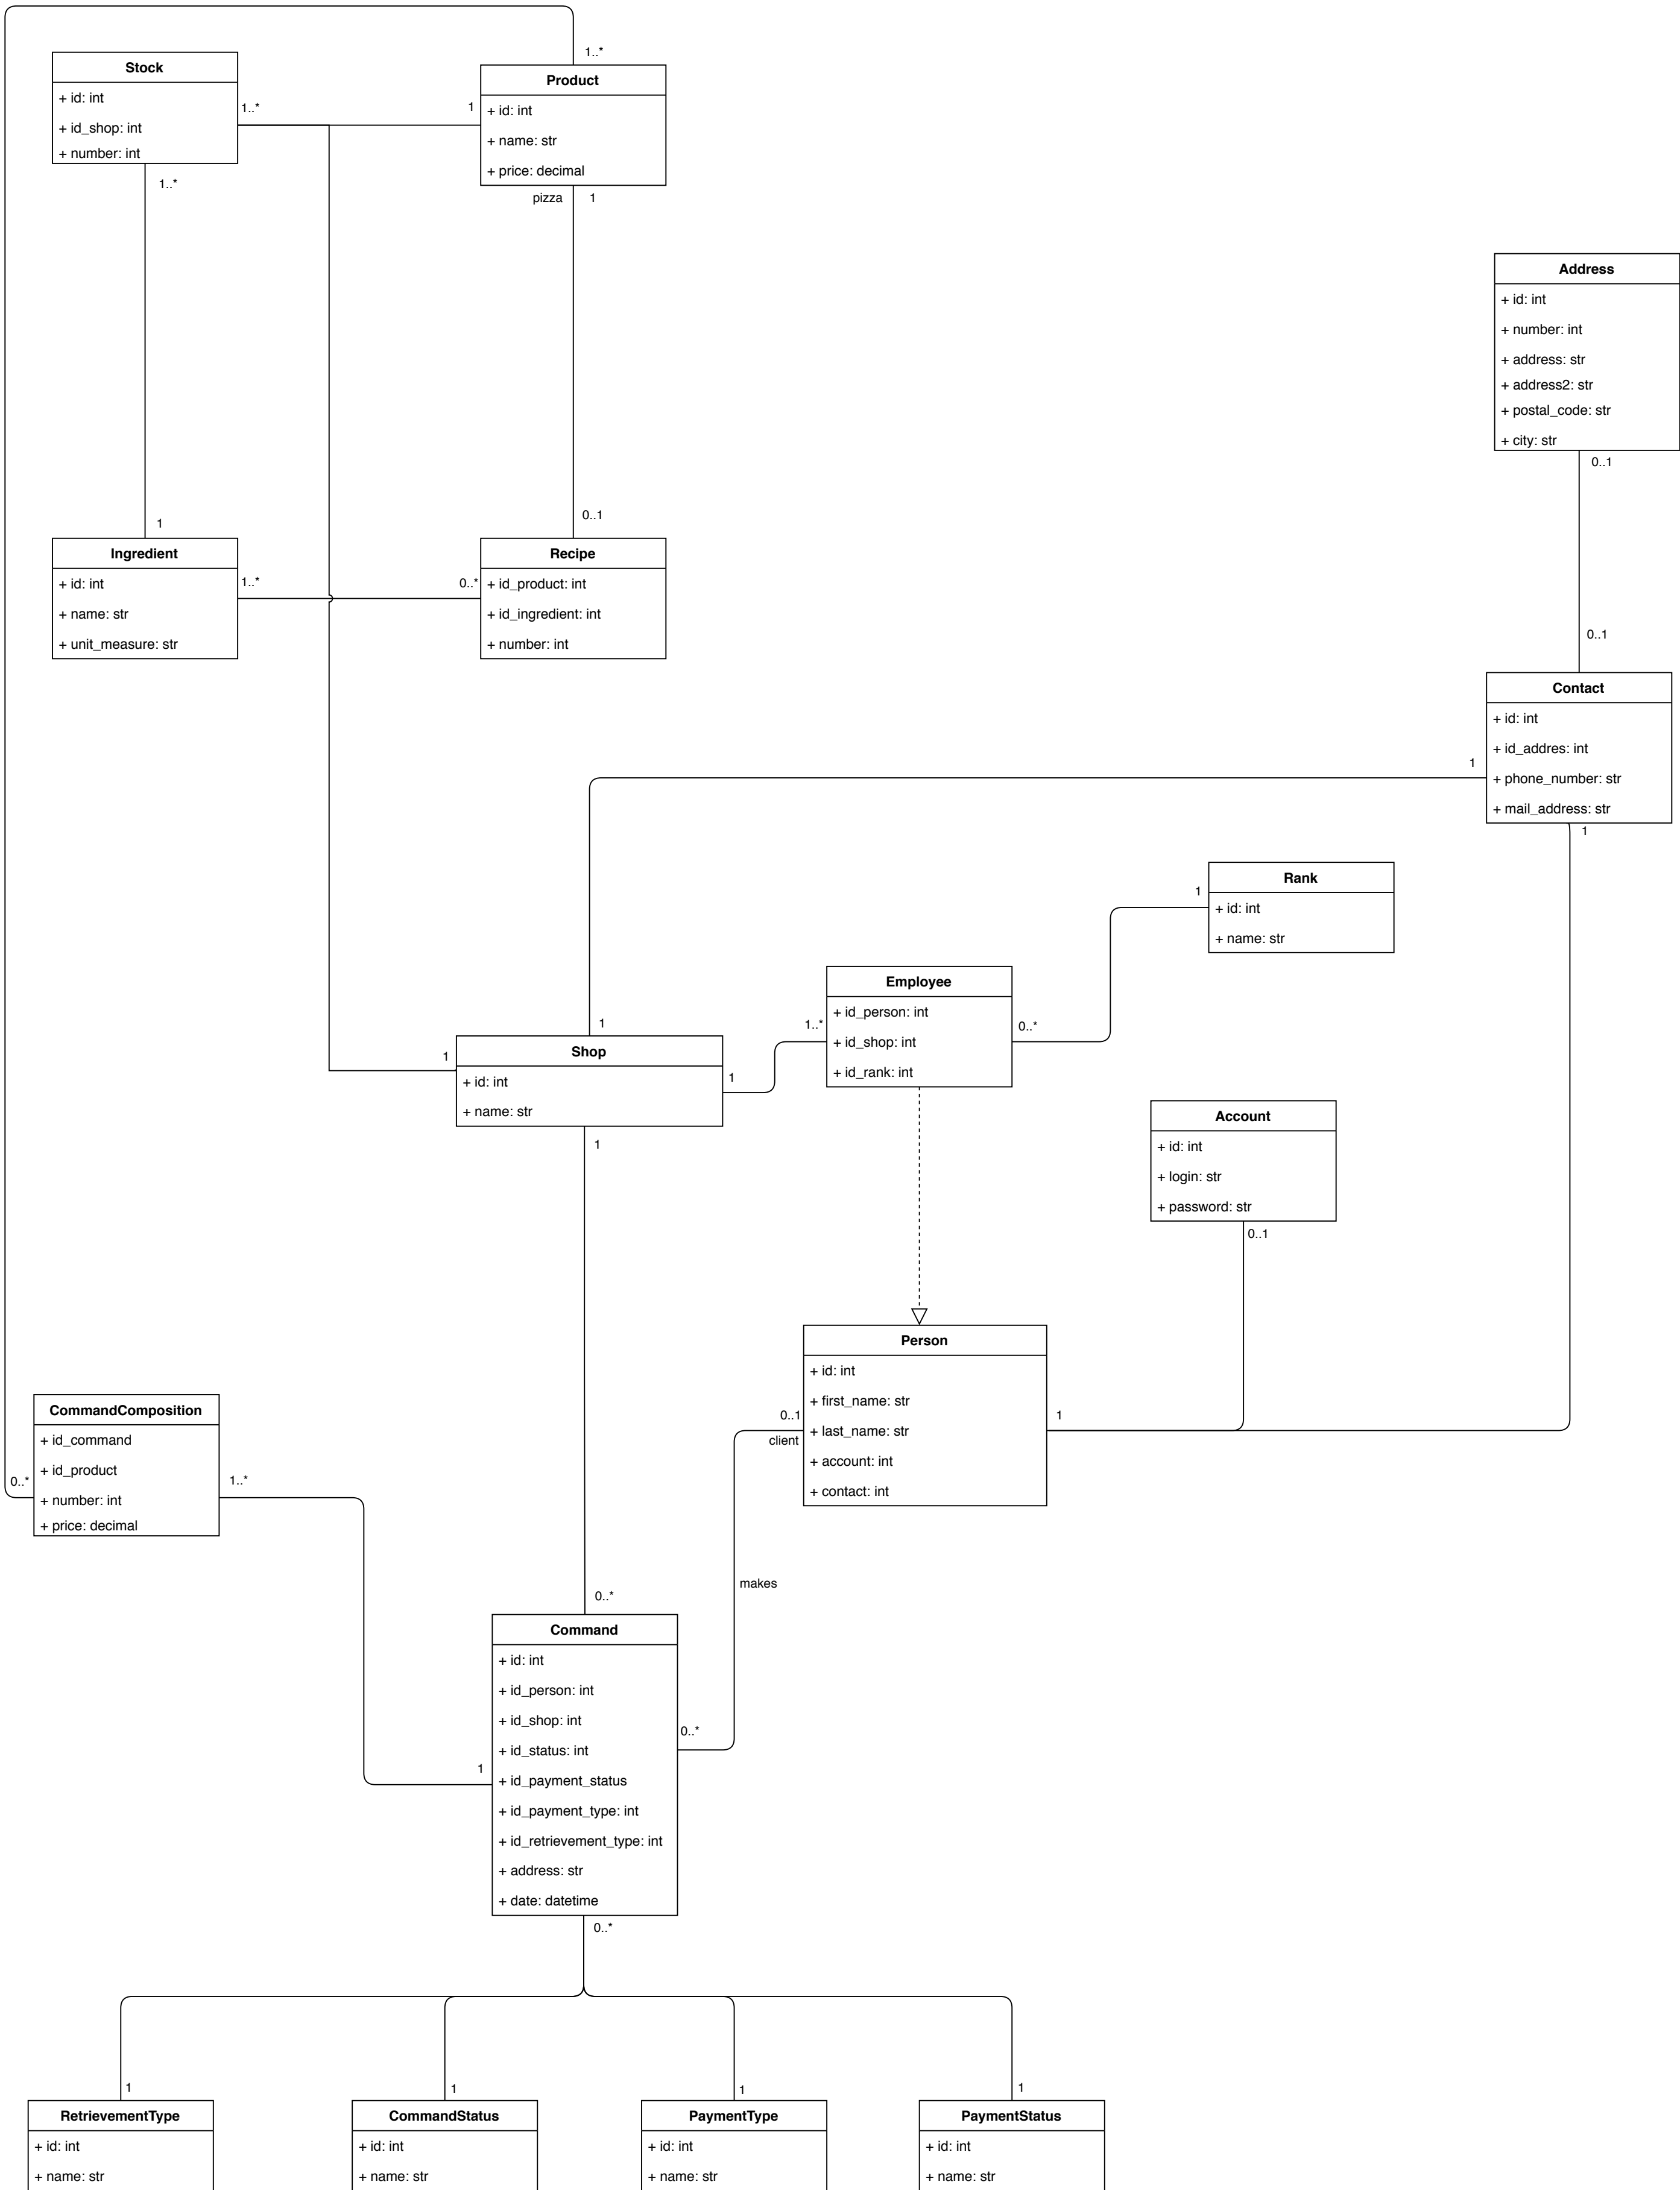 1..*
Stock
+ id: int
+ id_shop: int
+ number: int
1..*
1..*
1
Product
+ id: int
+ name: str
+ price: decimal
pizza
1
Address
+ id: int
+ number: int
+ address: str
+ address2: str
+ postal_code: str
+ city: str
0..1
1
0..1
Ingredient
+ id: int
+ name: str
+ unit_measure: str
1..*
0..*
Recipe
+ id_product: int
+ id_ingredient: int
+ number: int
0..1
Contact
+ id: int
+ id_addres: int
+ phone_number: str
+ mail_address: str
1
1
Rank
+ id: int
+ name: str
1
Employee
+ id_person: int
+ id_shop: int
+ id_rank: int
1..*
0..*
1
1
Shop
+ id: int
+ name: str
1
1
Account
+ id: int
+ login: str
+ password: str
0..1
Person
+ id: int
+ first_name: str
+ last_name: str
+ account: int
+ contact: int
0..1
client
1
CommandComposition
+ id_command
+ id_product
+ number: int
+ price: decimal
0..*
1..*
makes
0..*
Command
+ id: int
+ id_person: int
+ id_shop: int
+ id_status: int
+ id_payment_status
+ id_payment_type: int
+ id_retrievement_type: int
+ address: str
+ date: datetime
0..*
1
0..*
1
1
1
1
RetrievementType
+ id: int
+ name: str
CommandStatus
+ id: int
+ name: str
PaymentType
+ id: int
+ name: str
PaymentStatus
+ id: int
+ name: str